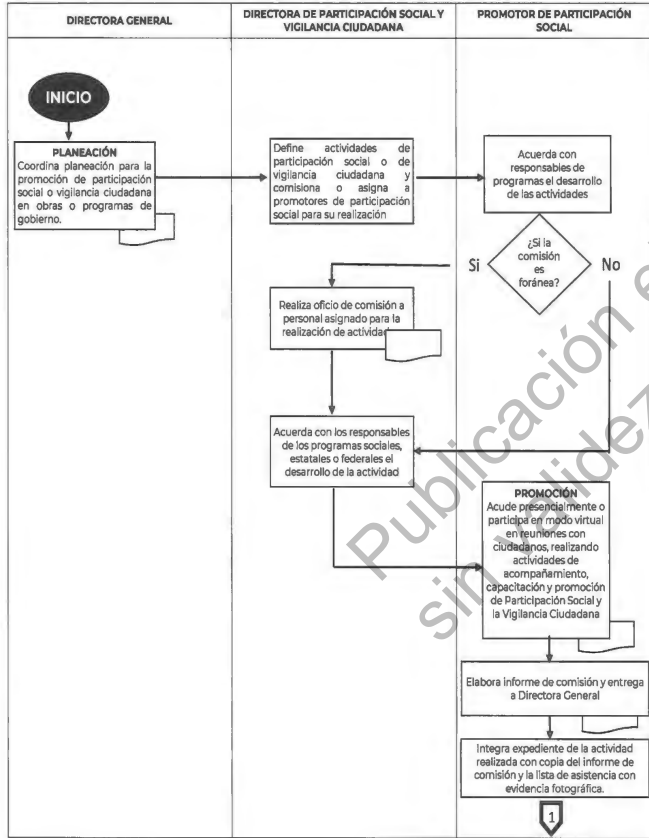 DIRECTORA GENERAL
DIRECTORA DE PARTICIPACIÓN SOCIAL Y
VIGILANCIA CIUDADANA
PROMOTOR DE PARTICIPACIÓN
SOCIAL
INICIO
PLANEACIÓN
Coordina planeación para la
promoción de participación
social o vigilancia ciudadana
en obras o programas de
gobierno.
Define actividades de
participación social o de
vigilancia ciudadana y
comisiona o asigna a
promotores de participación
social para su realización
Acuerda con
responsables de
programas el desarrollo
de las actividades
¿Si la
comisión
es
foránea?
Si
No
Realiza oficio de comisión a
personal asignado para la
realización de activida
Acuerda con los responsables
de los programas sociales,
estatales o federales el
desarrollo de la actividad
PROMOCIÓN
Acude presencialmente o
participa en modo virtual
en reuniones con
ciudadanos, realizando
actividades de
acompañamiento,
capacitación y promoción
de Participación Social y
la Vigilancia Ciudadana
Elabora informe de comisión y entrega
a Directora General
Integra expediente de la actividad
realizada con copia del informe de
comisión y la lista de asistencia con
evidencia fotográfica.
1
Publicación e
sin validez